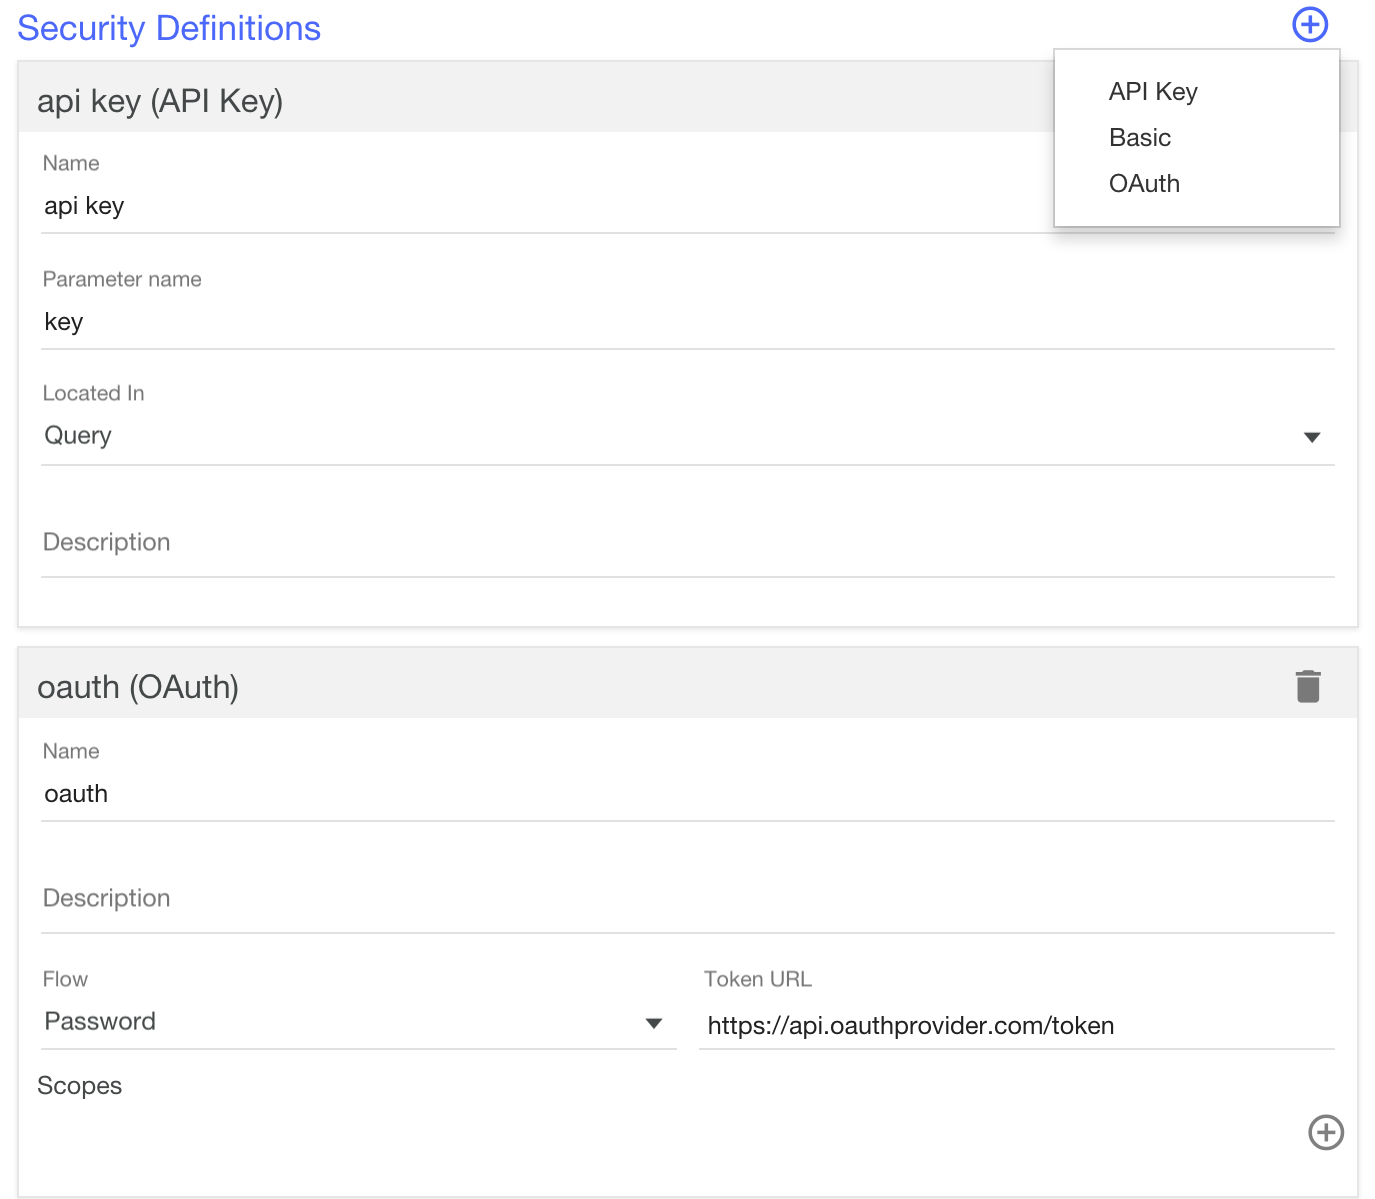 Security Definitions
api key (API Key)
API Key
Basic
OAuth
Name
api key
Parameter name
key
Located In
Query
Description
oauth (OAuth)
Name
oauth
Description
Flow
Token URL
Password
https://api.oauthprovider.com/token
Scopes